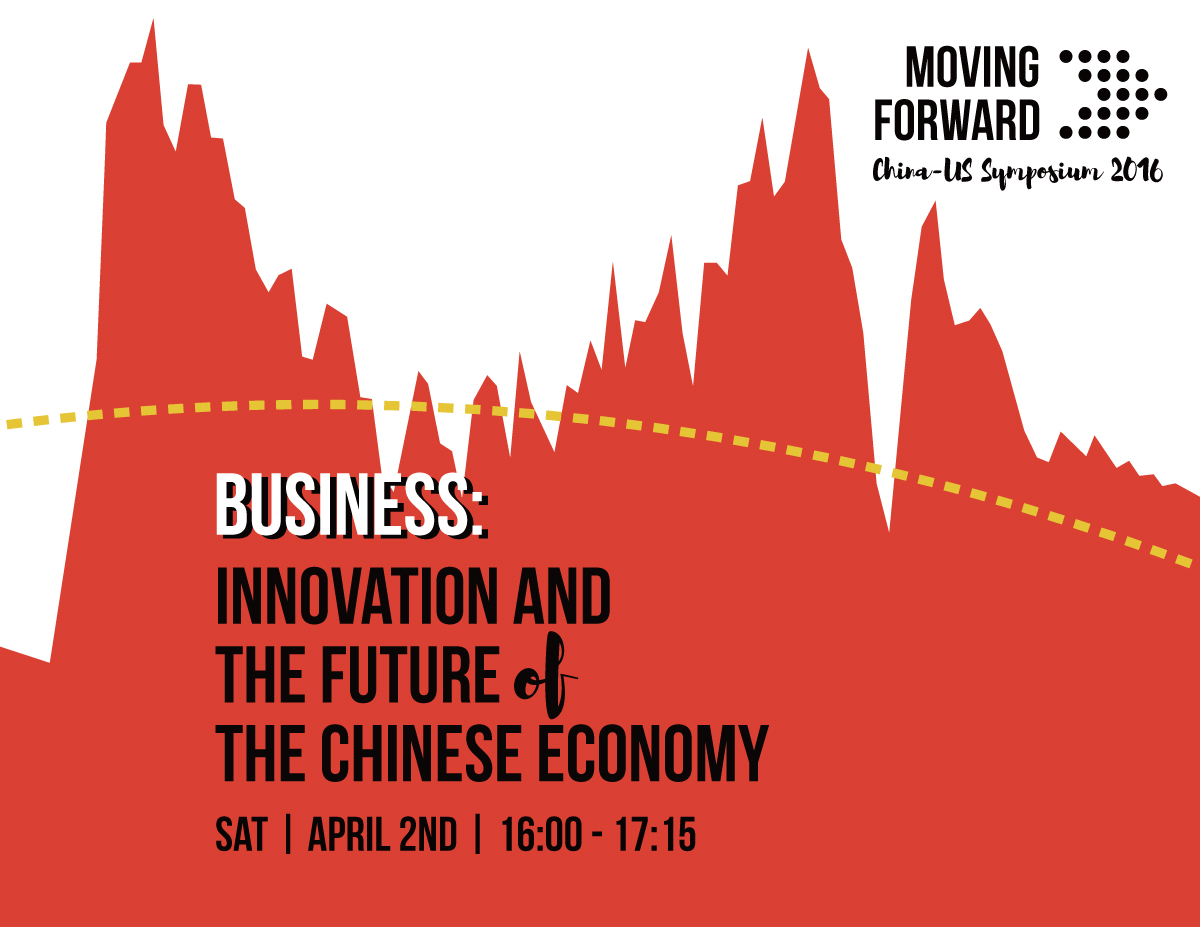 MOVING
FORWARD
China-US Symposium 2016
BUSINESS:
INNOVATION AND
THE FUTURE of
THE CHINESE ECONOMY
SAT | APRIL 2ND | 16:00 - 17:15